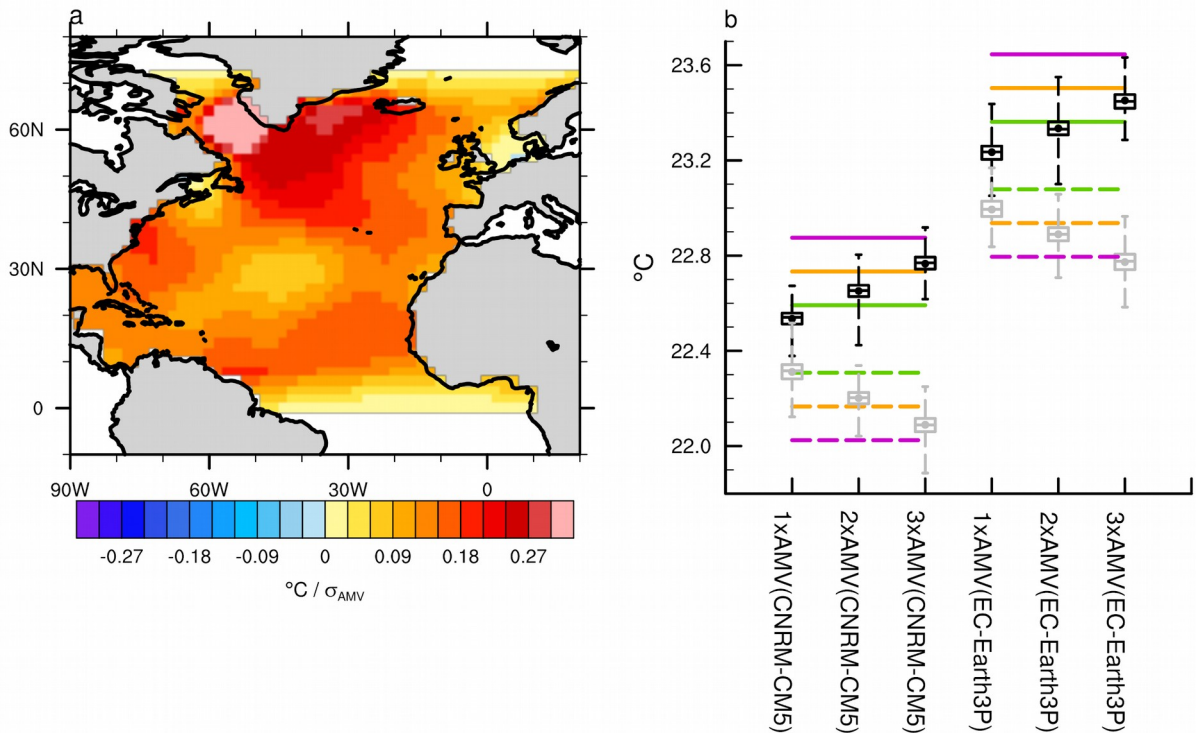 a
60N
30N
0
90W 60W 30W 0
-0.27 -0.18 -0.09 0 0.09 0.18 0.27
°C / σAMV
b
23.6
23.2
22.8
22.4
22.0
°C
1xAMV(CNRM-CM5)
2xAMV(CNRM-CM5)
3xAMV(CNRM-CM5)
1xAMV(EC-Earth3P)
2xAMV(EC-Earth3P)
3xAMV(EC-Earth3P)